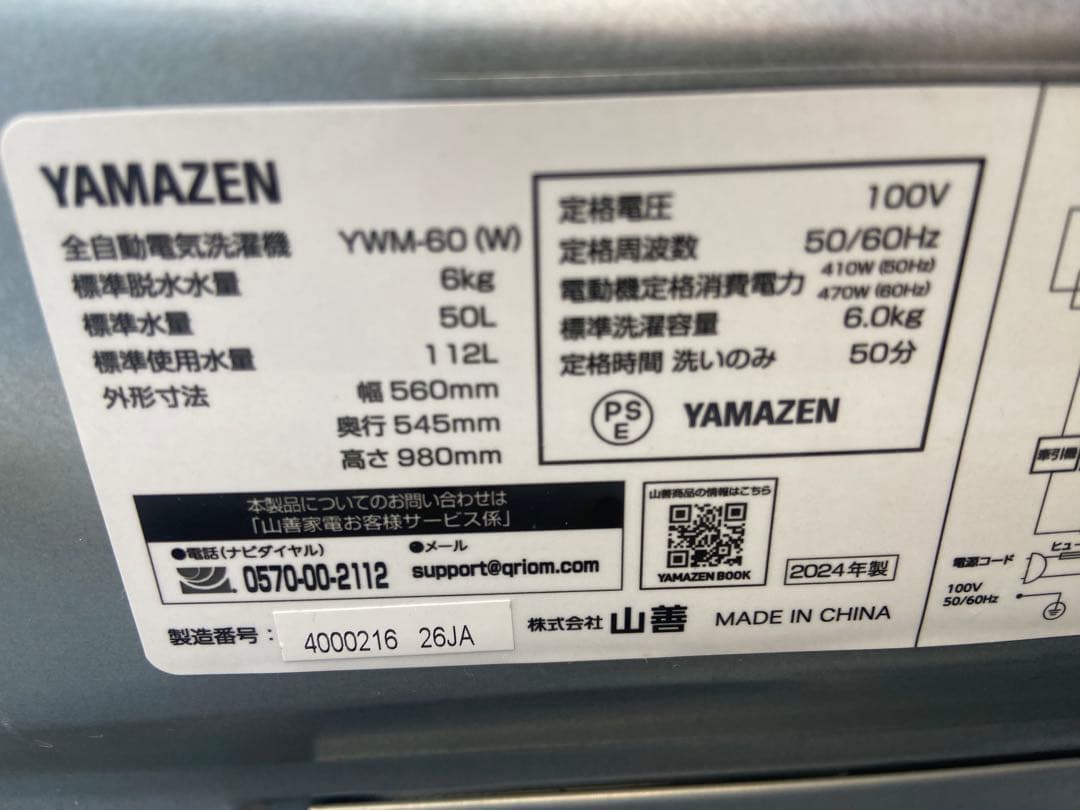 YAMAZEN
全自動電気洗濯機 YWM-60 (W)
標準脱水水量 6kg
標準水量 50L
標準使用水量 112L
外形寸法 幅 560mm
奥行 545mm
高さ 980mm
定格電圧 100V
定格周波数 50/60Hz
電動機定格消費電力 410W (50Hz)
470W (60Hz)
標準洗濯容量 6.0kg
定格時間 洗いのみ 50分
PS
E
YAMAZEN
本製品についてのお問い合わせは
「山善家電お客様サービス係」
●電話(ナビダイヤル)
0570-00-2112
●メール
support@qriom.com
山善商品の情報はこちら
YAMAZEN BOOK
2024年製
製造番号: 4000216 26JA
株式会社 山善 MADE IN CHINA
牽引機
ヒュー
電源コード
100V
50/60Hz